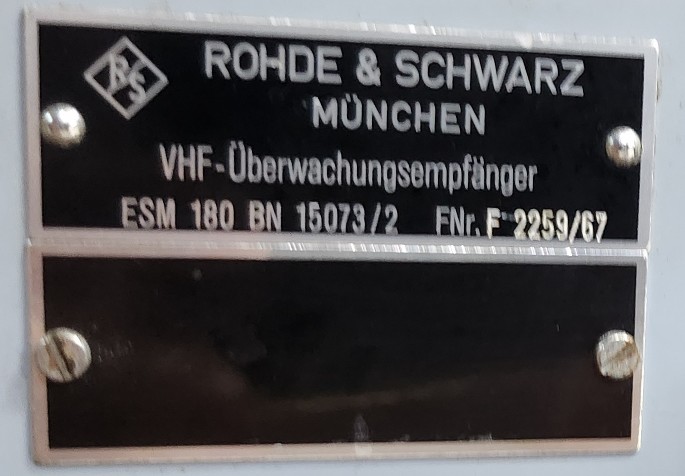 R&S
ROHDE & SCHWARZ
MÜNCHEN
VHF-Überwachungsempfänger
ESM 180 BN 15073/2 FNr. F 2259/67